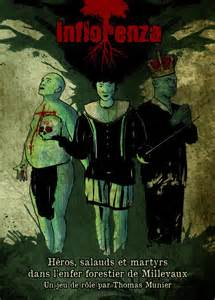 Inflorenza
Héros, salauds et martyrs
dans l'enfer forestier de Millevaux
Un jeu de rôle par Thomas Munier